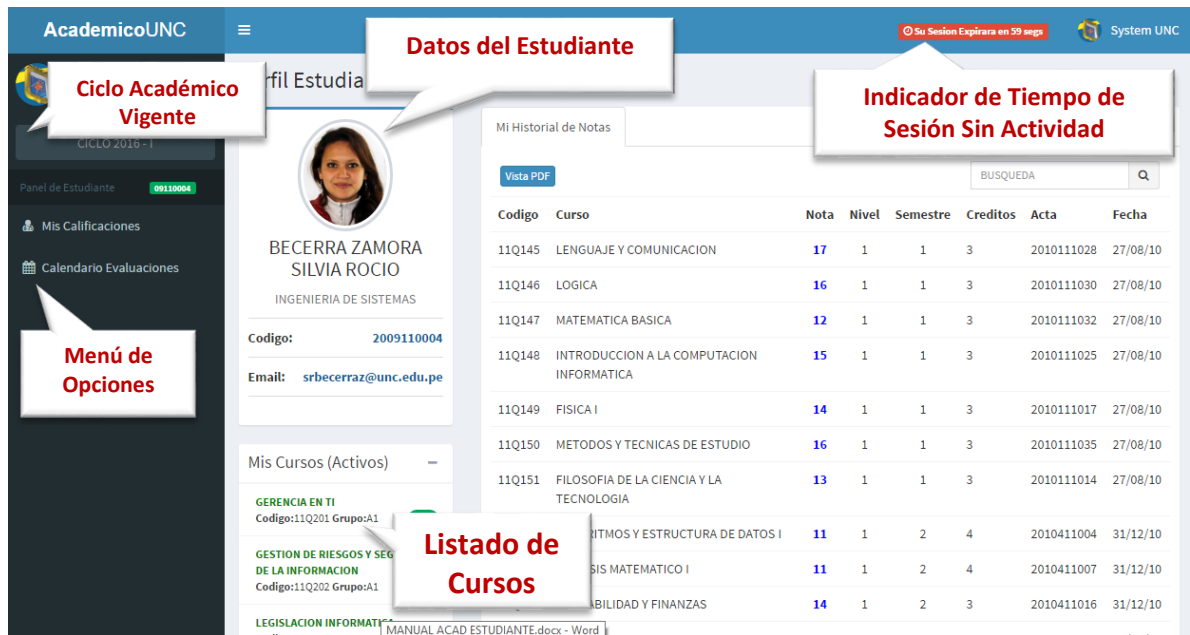 AcademicoUNC
Su Sesion Expirara en 59 segs
System UNC
Datos del Estudiante
Ciclo Académico
Vigente
Indicador de Tiempo de
Sesión Sin Actividad
CICLO 2016 - I
Panel de Estudiante 09110004
Mis Calificaciones
Calendario Evaluaciones
Menú de
Opciones
BECERRA ZAMORA
SILVIA ROCIO
INGENIERIA DE SISTEMAS
Codigo: 2009110004
Email: srbecerraz@unc.edu.pe
Mis Cursos (Activos)
GERENCIA EN TI
Codigo:11Q201 Grupo:A1
GESTION DE RIESGOS Y
DE LA INFORMACION
Codigo:11Q202 Grupo:A1
LEGISLACION
Listado de
Cursos
MANUAL ACAD ESTUDIANTE.docx - Word
Mi Historial de Notas
Vista PDF
BUSQUEDA
Codigo Curso Nota Nivel Semestre Creditos Acta Fecha
11Q145 LENGUAJE Y COMUNICACION 17 1 1 3 2010111028 27/08/10
11Q146 LOGICA 16 1 1 3 2010111030 27/08/10
11Q147 MATEMATICA BASICA 12 1 1 3 2010111032 27/08/10
11Q148 INTRODUCCION A LA COMPUTACION 15 1 1 3 2010111025 27/08/10
INFORMATICA
11Q149 FISICA I 14 1 1 3 2010111017 27/08/10
11Q150 METODOS Y TECNICAS DE ESTUDIO 16 1 1 3 2010111035 27/08/10
11Q151 FILOSOFIA DE LA CIENCIA Y LA 13 1 1 3 2010111014 27/08/10
TECNOLOGIA
Y ESTRUCTURA DE DATOS I 11 1 2 4 2010411004 31/12/10
MATEMATICO I 11 1 2 4 2010411007 31/12/10
Y FINANZAS 14 1 2 3 2010411016 31/12/10